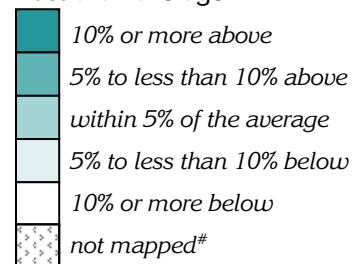 10% or more above
5% to less than 10% above
within 5% of the average
5% to less than 10% below
10% or more below
not mapped#